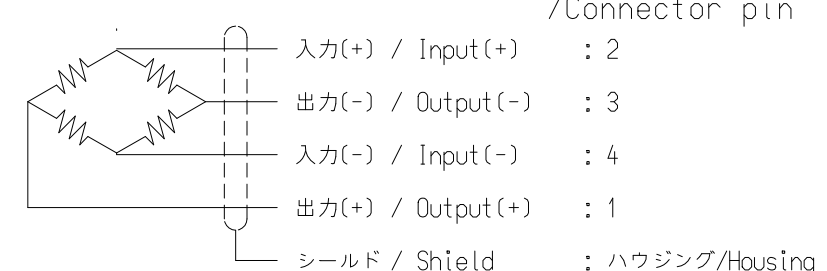 /Connector pin
入力(+) / Input(+) : 2
出力(-) / Output(-) : 3
入力(-) / Input(-) : 4
出力(+) / Output(+) : 1
シールド / Shield : ハウジング/Housing